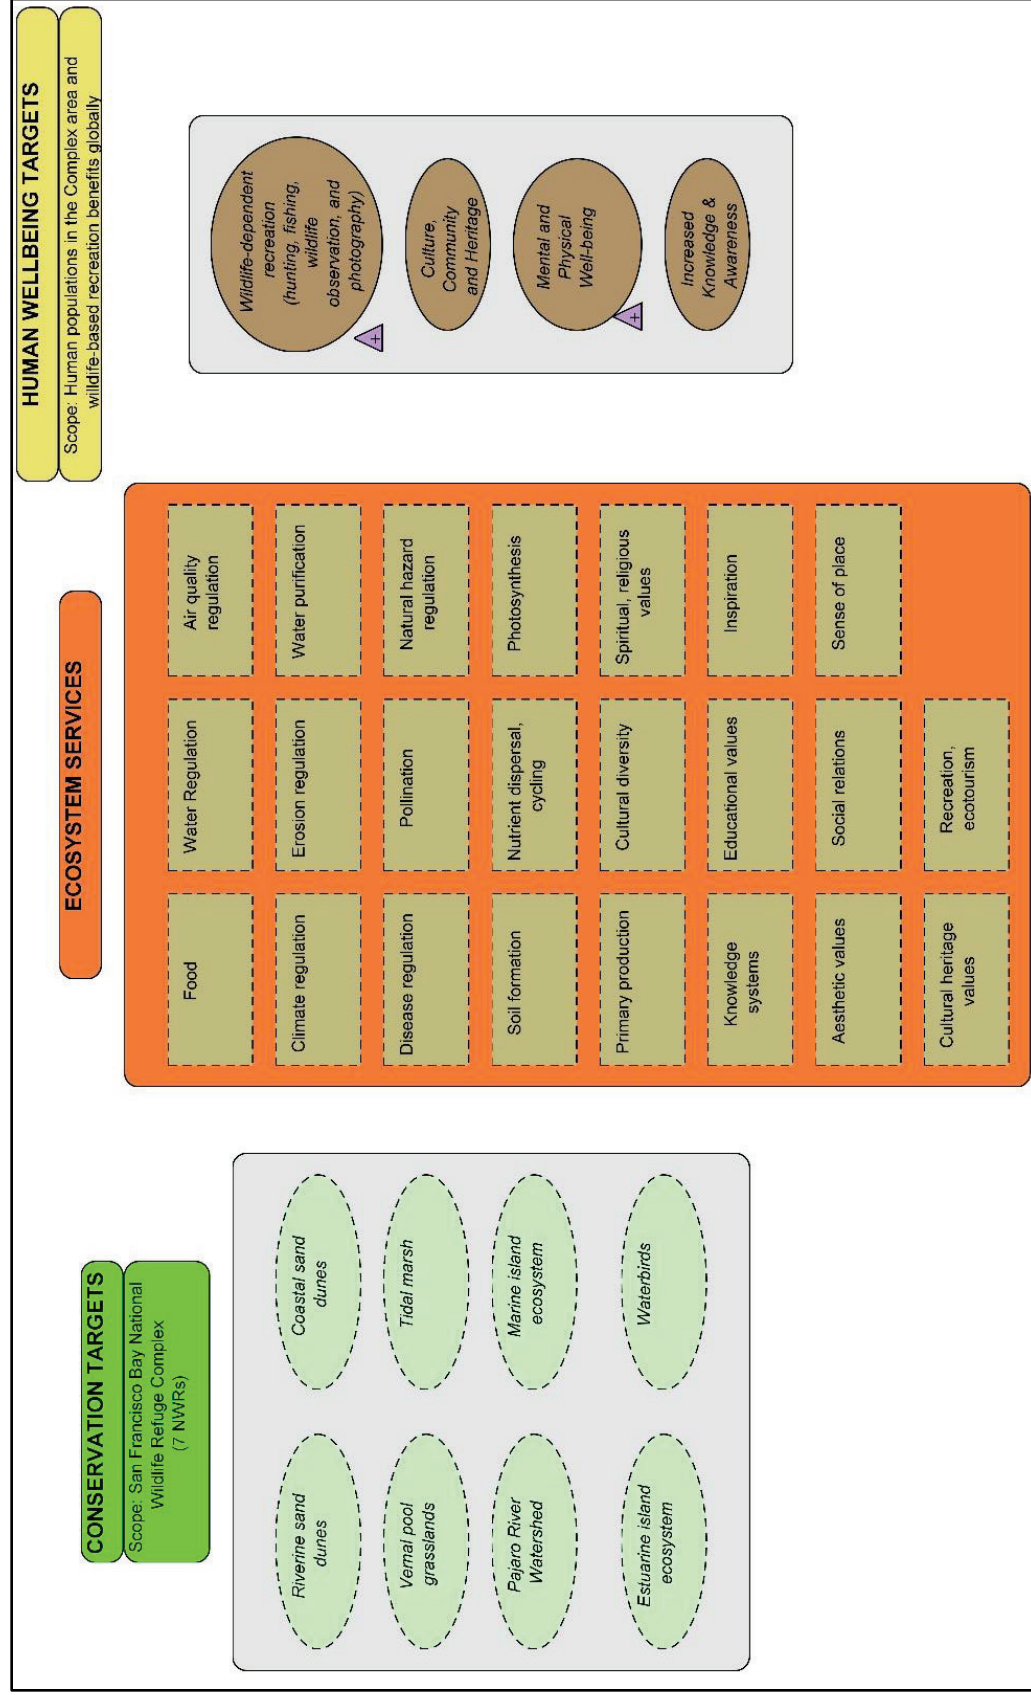 CONSERVATION TARGETS
Scope: San Francisco Bay National
Wildlife Refuge Complex
(7 NWRs)
Riverine sand
dunes
Coastal sand
dunes
Vernal pool
grasslands
Tidal marsh
Pajaro River
Watershed
Marine island
ecosystem
Estuarine island
ecosystem
Waterbirds
ECOSYSTEM SERVICES
Food
Water Regulation
Air quality
regulation
Climate regulation
Erosion regulation
Water purification
Disease regulation
Pollination
Natural hazard
regulation
Soil formation
Nutrient dispersal,
cycling
Photosynthesis
Primary production
Cultural diversity
Spiritual, religious
values
Knowledge
systems
Educational values
Inspiration
Aesthetic values
Social relations
Sense of place
Cultural heritage
values
Recreation,
ecotourism
HUMAN WELLBEING TARGETS
Scope: Human populations in the Complex area and
wilidlife-based recreation benefits globally
Wildlife-dependent
recreation
(hunting, fishing,
wildlife
observation, and
photography)
+
Culture,
Community
and Heritage
Mental and
Physical
Well-being
+
Increased
Knowledge &
Awareness